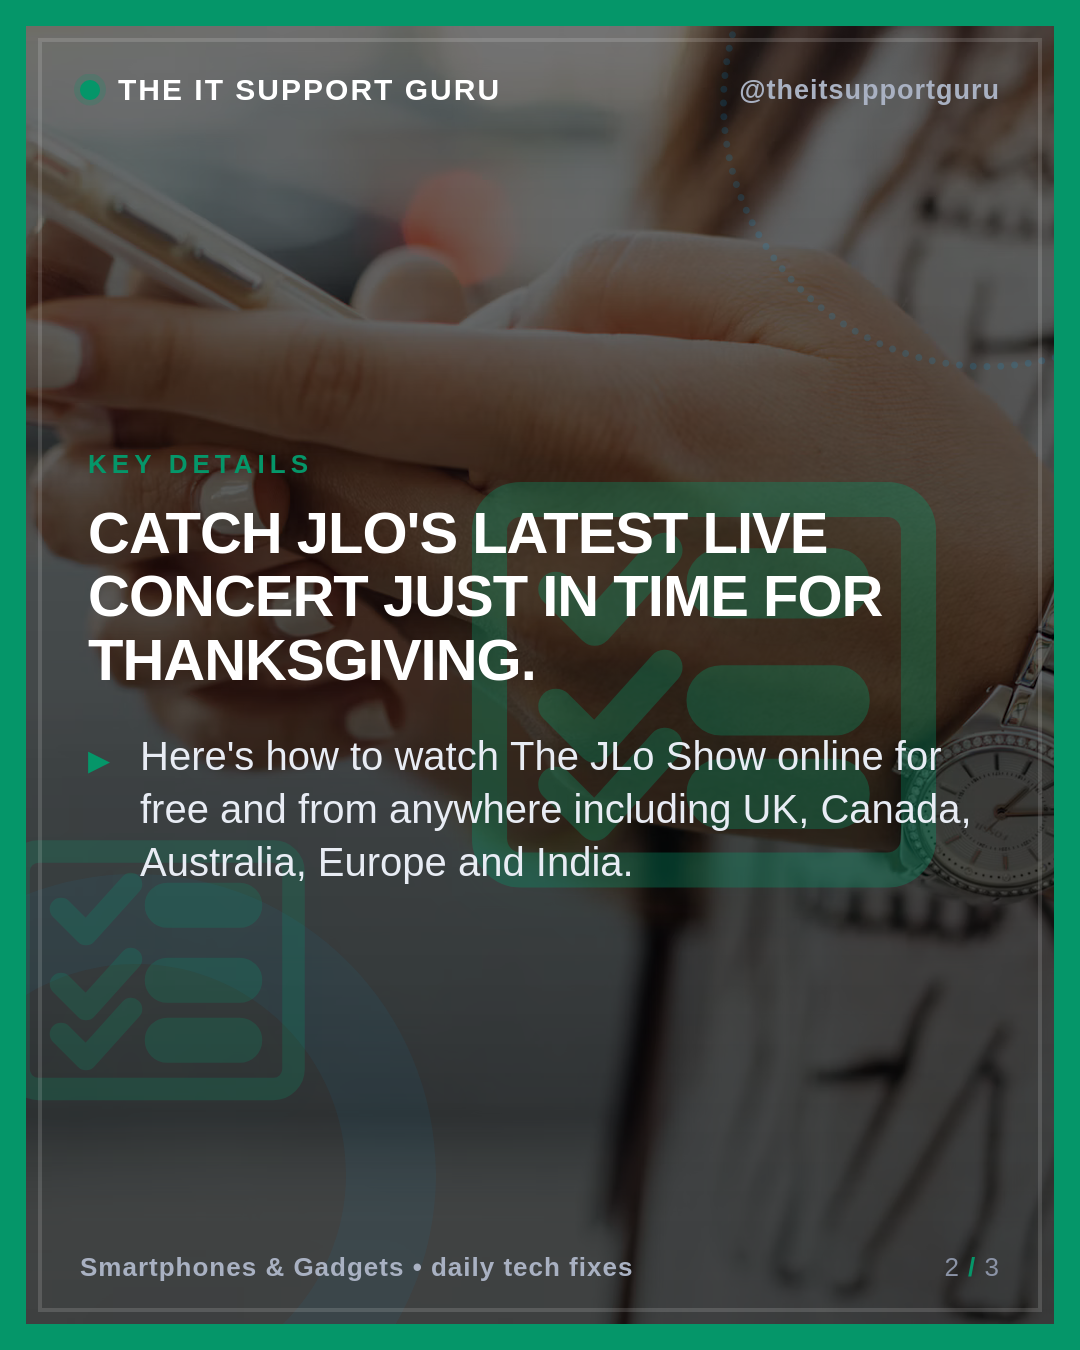 THE IT SUPPORT GURU
@theitsupportguru
KEY DETAILS
CATCH JLO'S LATEST LIVE
CONCERT JUST IN TIME FOR
THANKSGIVING.
Here's how to watch The JLo Show online for
free and from anywhere including UK, Canada,
Australia, Europe and India.
Smartphones & Gadgets • daily tech fixes
2 / 3